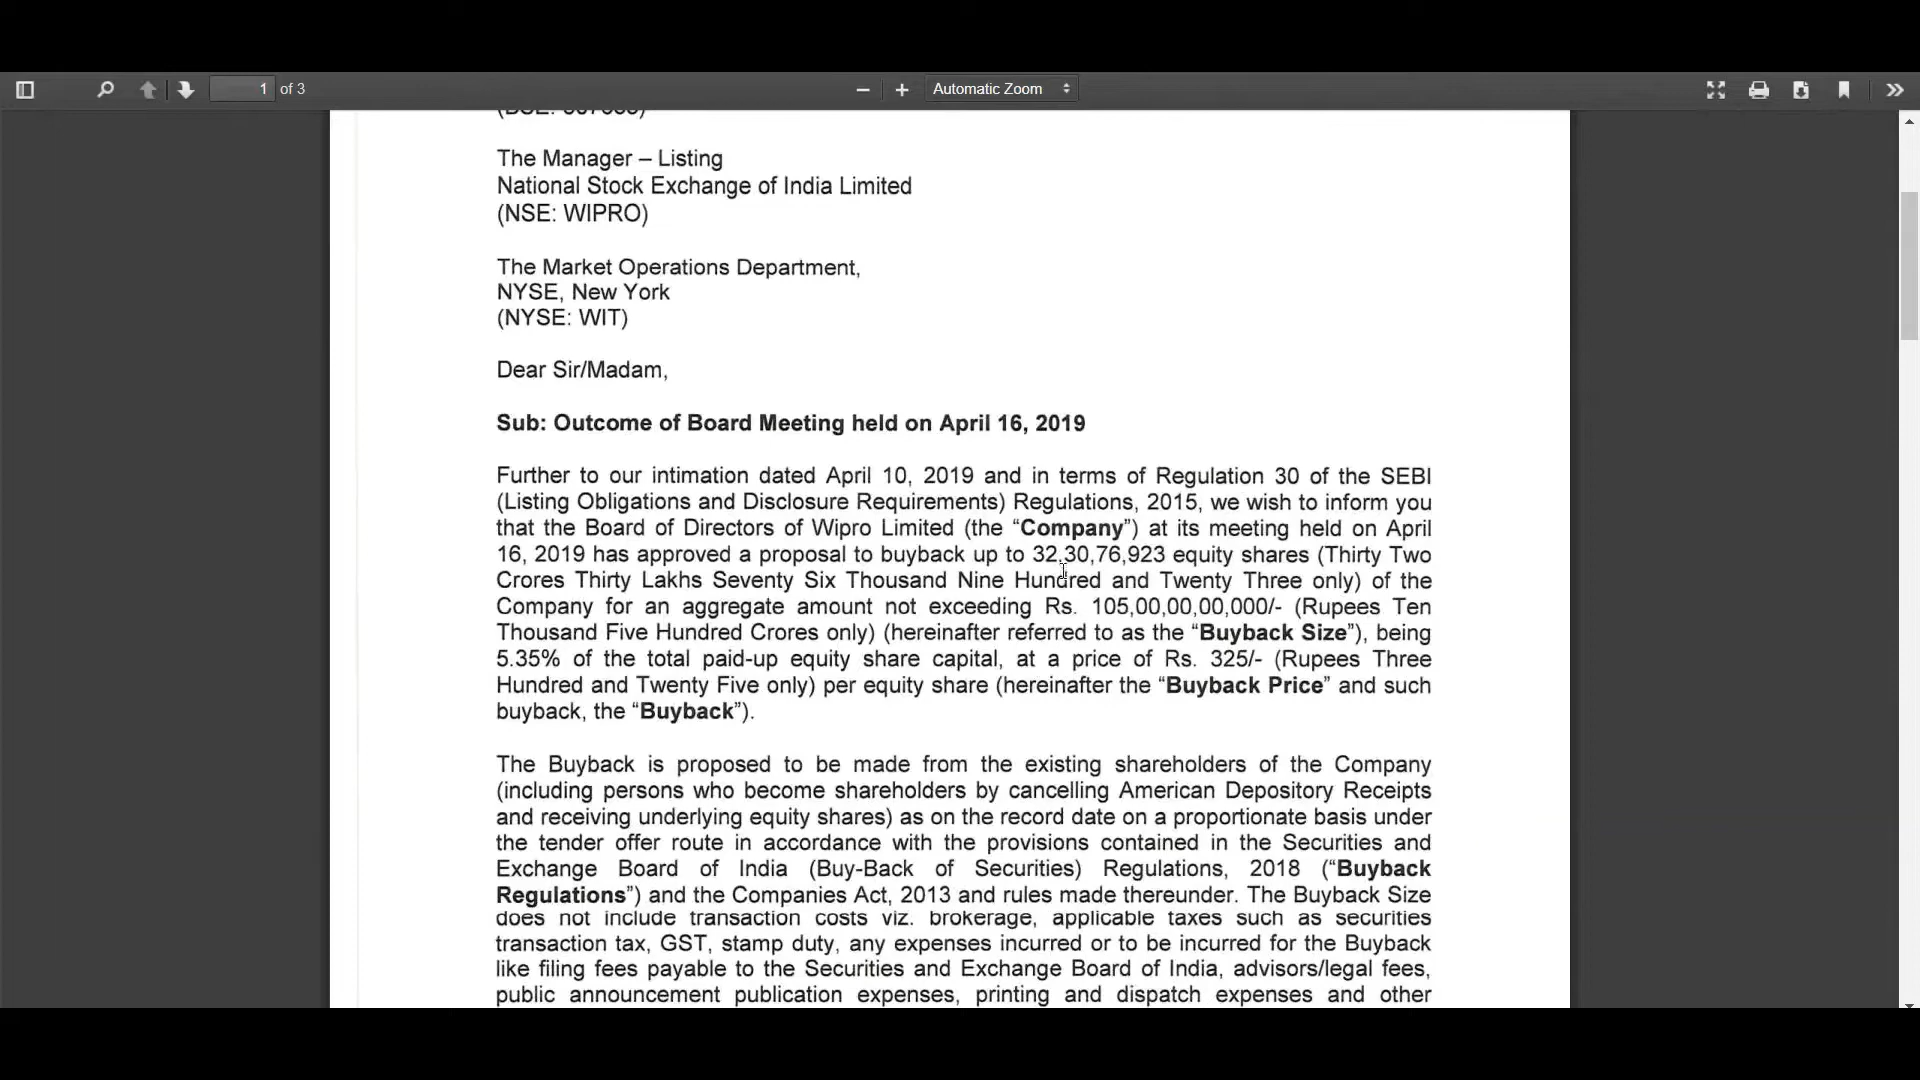 1 of 3
Automatic Zoom
The Manager – Listing
National Stock Exchange of India Limited
(NSE: WIPRO)
The Market Operations Department,
NYSE, New York
(NYSE: WIT)
Dear Sir/Madam,
Sub: Outcome of Board Meeting held on April 16, 2019
Further to our intimation dated April 10, 2019 and in terms of Regulation 30 of the SEBI
(Listing Obligations and Disclosure Requirements) Regulations, 2015, we wish to inform you
that the Board of Directors of Wipro Limited (the “Company”) at its meeting held on April
16, 2019 has approved a proposal to buyback up to 32,30,76,923 equity shares (Thirty Two
Crores Thirty Lakhs Seventy Six Thousand Nine Hundred and Twenty Three only) of the
Company for an aggregate amount not exceeding Rs. 105,00,00,00,000/- (Rupees Ten
Thousand Five Hundred Crores only) (hereinafter referred to as the “Buyback Size”), being
5.35% of the total paid-up equity share capital, at a price of Rs. 325/- (Rupees Three
Hundred and Twenty Five only) per equity share (hereinafter the “Buyback Price” and such
buyback, the “Buyback”).
The Buyback is proposed to be made from the existing shareholders of the Company
(including persons who become shareholders by cancelling American Depository Receipts
and receiving underlying equity shares) as on the record date on a proportionate basis under
the tender offer route in accordance with the provisions contained in the Securities and
Exchange Board of India (Buy-Back of Securities) Regulations, 2018 (“Buyback
Regulations”) and the Companies Act, 2013 and rules made thereunder. The Buyback Size
does not include transaction costs viz. brokerage, applicable taxes such as securities
transaction tax, GST, stamp duty, any expenses incurred or to be incurred for the Buyback
like filing fees payable to the Securities and Exchange Board of India, advisors/legal fees,
public announcement publication expenses, printing and dispatch expenses and other